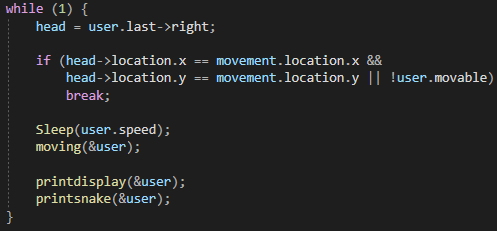 while (1) {
head = user.last->right;
if (head->location.x == movement.location.x &&
head->location.y == movement.location.y || !user.movable)
break;
Sleep(user.speed);
moving(&user);
printdisplay(&user);
printsnake(&user);
}